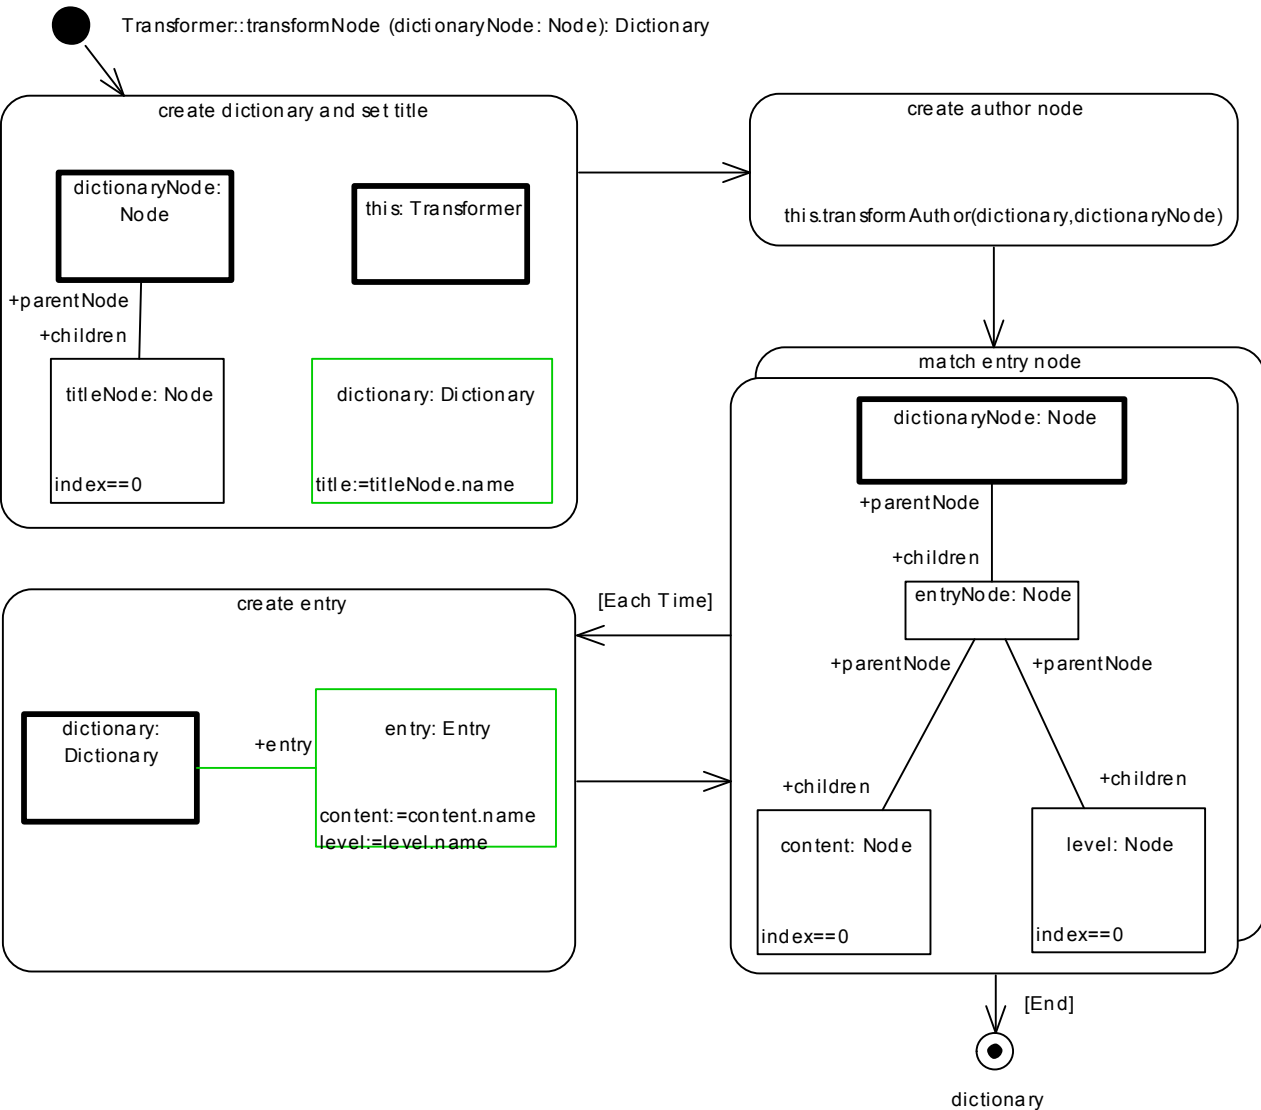 Transformer::transformNode (dictionaryNode: Node): Dictionary
create dictionary and set title
dictionaryNode:
Node
this: Transformer
+parentNode
+children
titleNode: Node
index==0
dictionary: Dictionary
title:=titleNode.name
create author node
this.transformAuthor(dictionary,dictionaryNode)
match entry node
dictionaryNode: Node
+parentNode
+children
entryNode: Node
+parentNode
+parentNode
+children
+children
content: Node
index==0
level: Node
index==0
[Each Time]
create entry
dictionary:
Dictionary
+entry
entry: Entry
content:=content.name
level:=level.name
[End]
dictionary